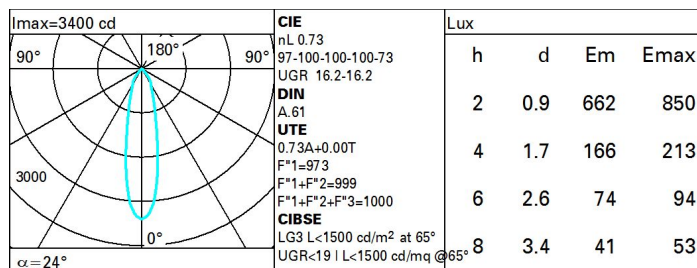 Imax=3400 cd
90° 180° 90°
3000
0°
α=24°
CIE
nL 0.73
97-100-100-100-73
UGR 16.2-16.2
DIN
A.61
UTE
0.73A+0.00T
F"1=973
F"1+F"2=999
F"1+F"2+F"3=1000
CIBSE
LG3 L<1500 cd/m² at 65°
UGR<19 | L<1500 cd/mq @65°
Lux
h d Em Emax
2 0.9 662 850
4 1.7 166 213
6 2.6 74 94
8 3.4 41 53